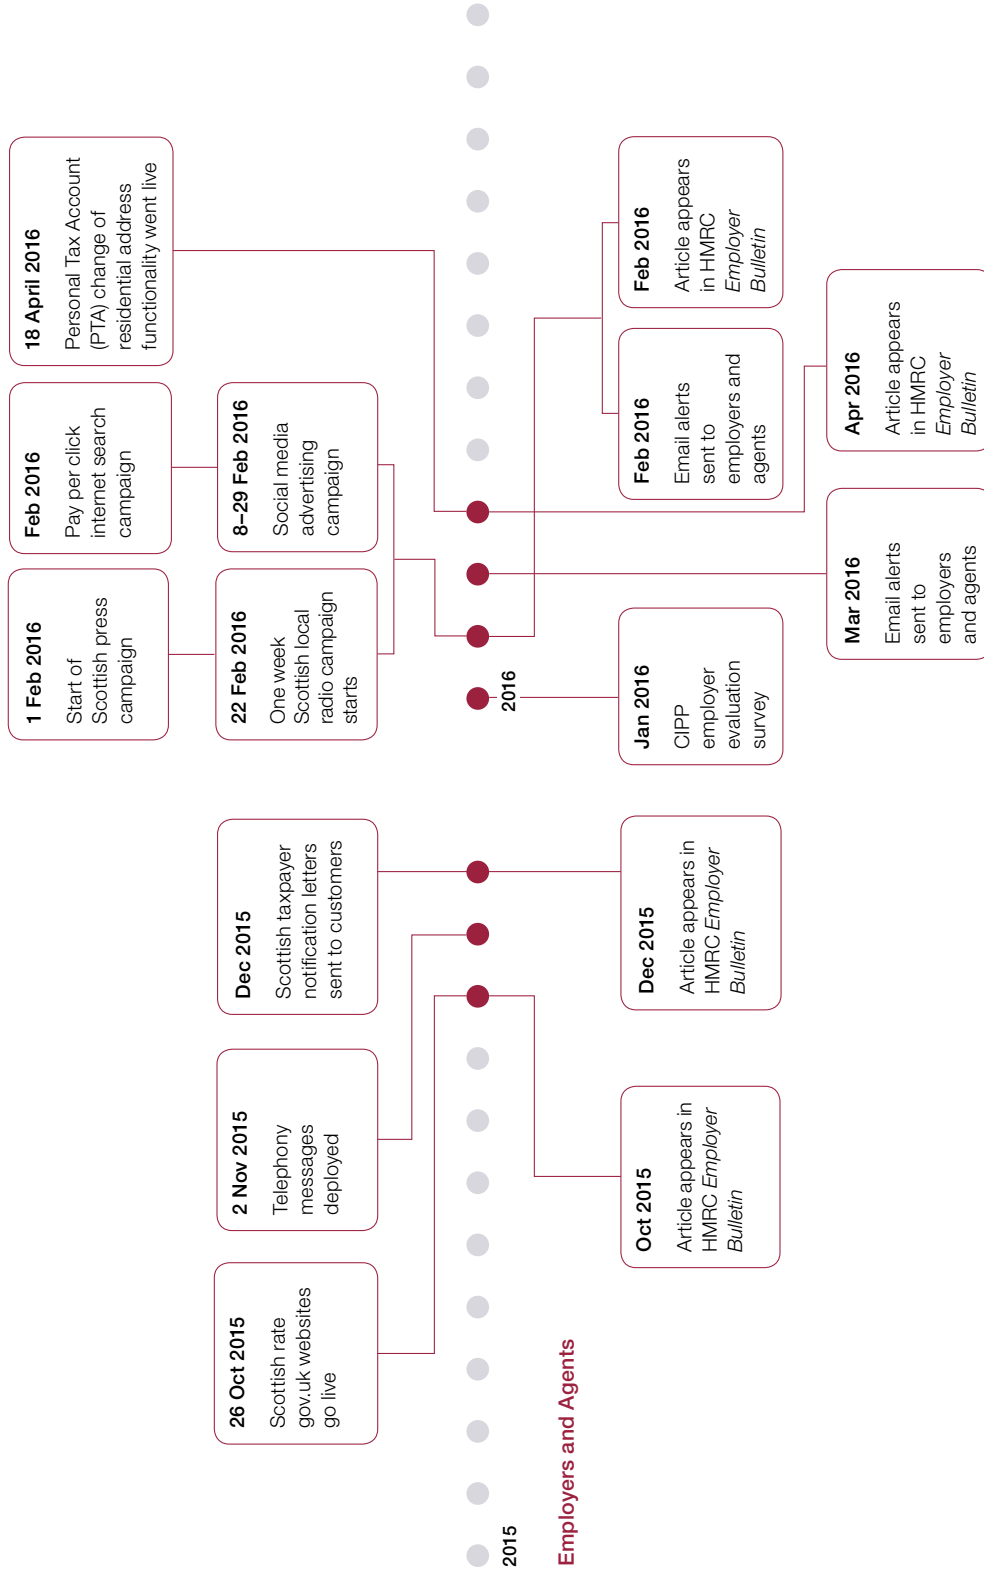 1 Feb 2016
Start of
Scottish press
campaign
Feb 2016
Pay per click
internet search
campaign
18 April 2016
Personal Tax Account
(PTA) change of
residential address
functionality went live
26 Oct 2015
Scottish rate
gov.uk websites
go live
2 Nov 2015
Telephony
messages
deployed
Dec 2015
Scottish taxpayer
notification letters
sent to customers
22 Feb 2016
One week
Scottish local
radio campaign
starts
8–29 Feb 2016
Social media
advertising
campaign
2015
2016
Employers and Agents
Oct 2015
Article appears in
HMRC Employer
Bulletin
Dec 2015
Article appears in
HMRC Employer
Bulletin
Jan 2016
CIPP
employer
evaluation
survey
Feb 2016
Email alerts
sent to
employers and
agents
Feb 2016
Article appears
in HMRC
Employer
Bulletin
Mar 2016
Email alerts
sent to
employers
and agents
Apr 2016
Article appears
in HMRC
Employer
Bulletin